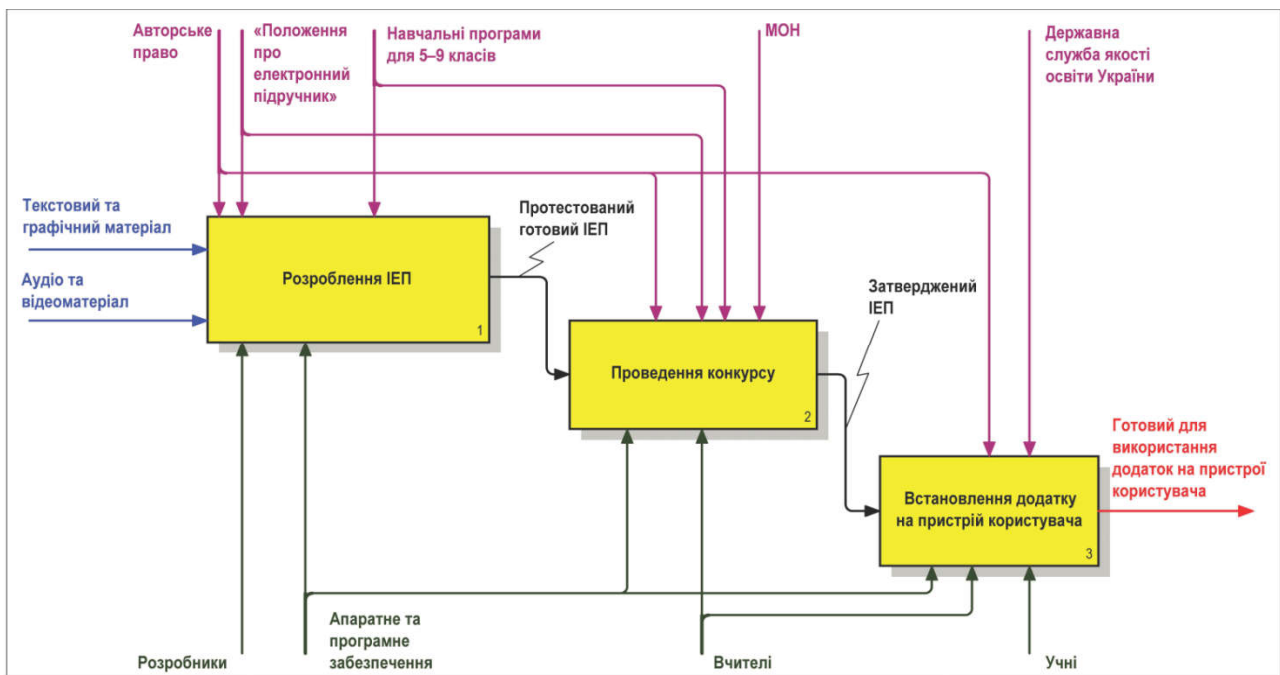 Авторське
право
«Положення
про
електронний
підручник»
Навчальні програми
для 5–9 класів
МОН
Державна
служба якості
освіти України
Текстовий та
графічний матеріал
Аудіо та
відеоматеріал
Розроблення ІЕП
1
Протестований
готовий ІЕП
Проведення конкурсу
2
Затверджений
ІЕП
Встановлення додатку
на пристрій користувача
3
Готовий для
використання
додаток на пристрої
користувача
Розробники
Апаратне та
програмне
забезпечення
Вчителі
Учні